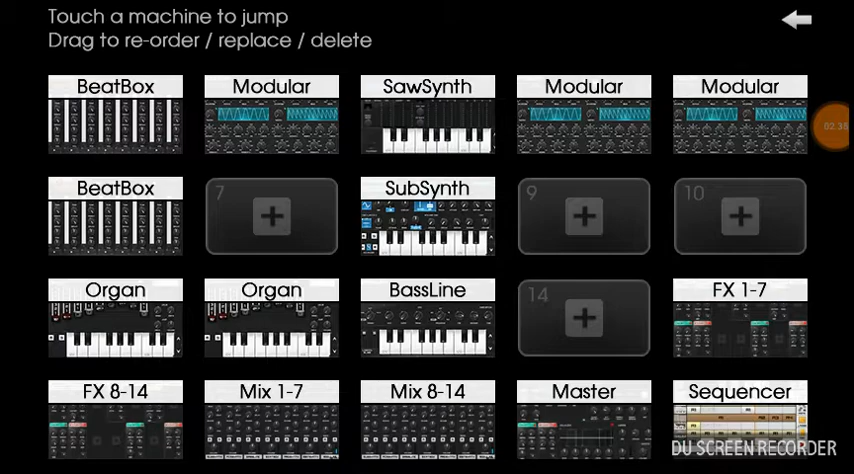 Touch a machine to jump
Drag to re-order / replace / delete
BeatBox
Modular
SawSynth
Modular
Modular
02:38
BeatBox
7
SubSynth
9
10
Organ
Organ
BassLine
14
FX 1-7
FX 8-14
Mix 1-7
Mix 8-14
Master
Sequencer
DU SCREEN RECORDER